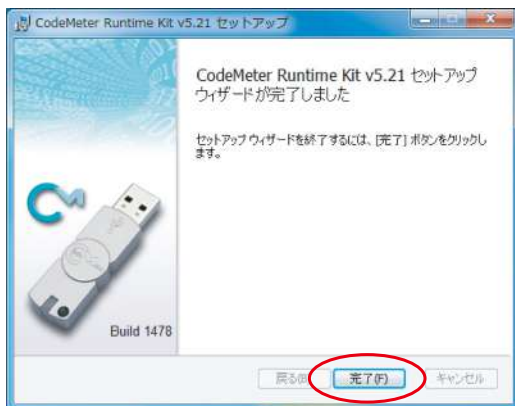 CodeMeter Runtime Kit v5.21 セットアップ
CodeMeter Runtime Kit v5.21 セットアップ
ウィザードが完了しました
セットアップ ウィザードを終了するには、[完了] ボタンをクリックし
ます。
Build 1478
戻る(B) 完了(F) キャンセル